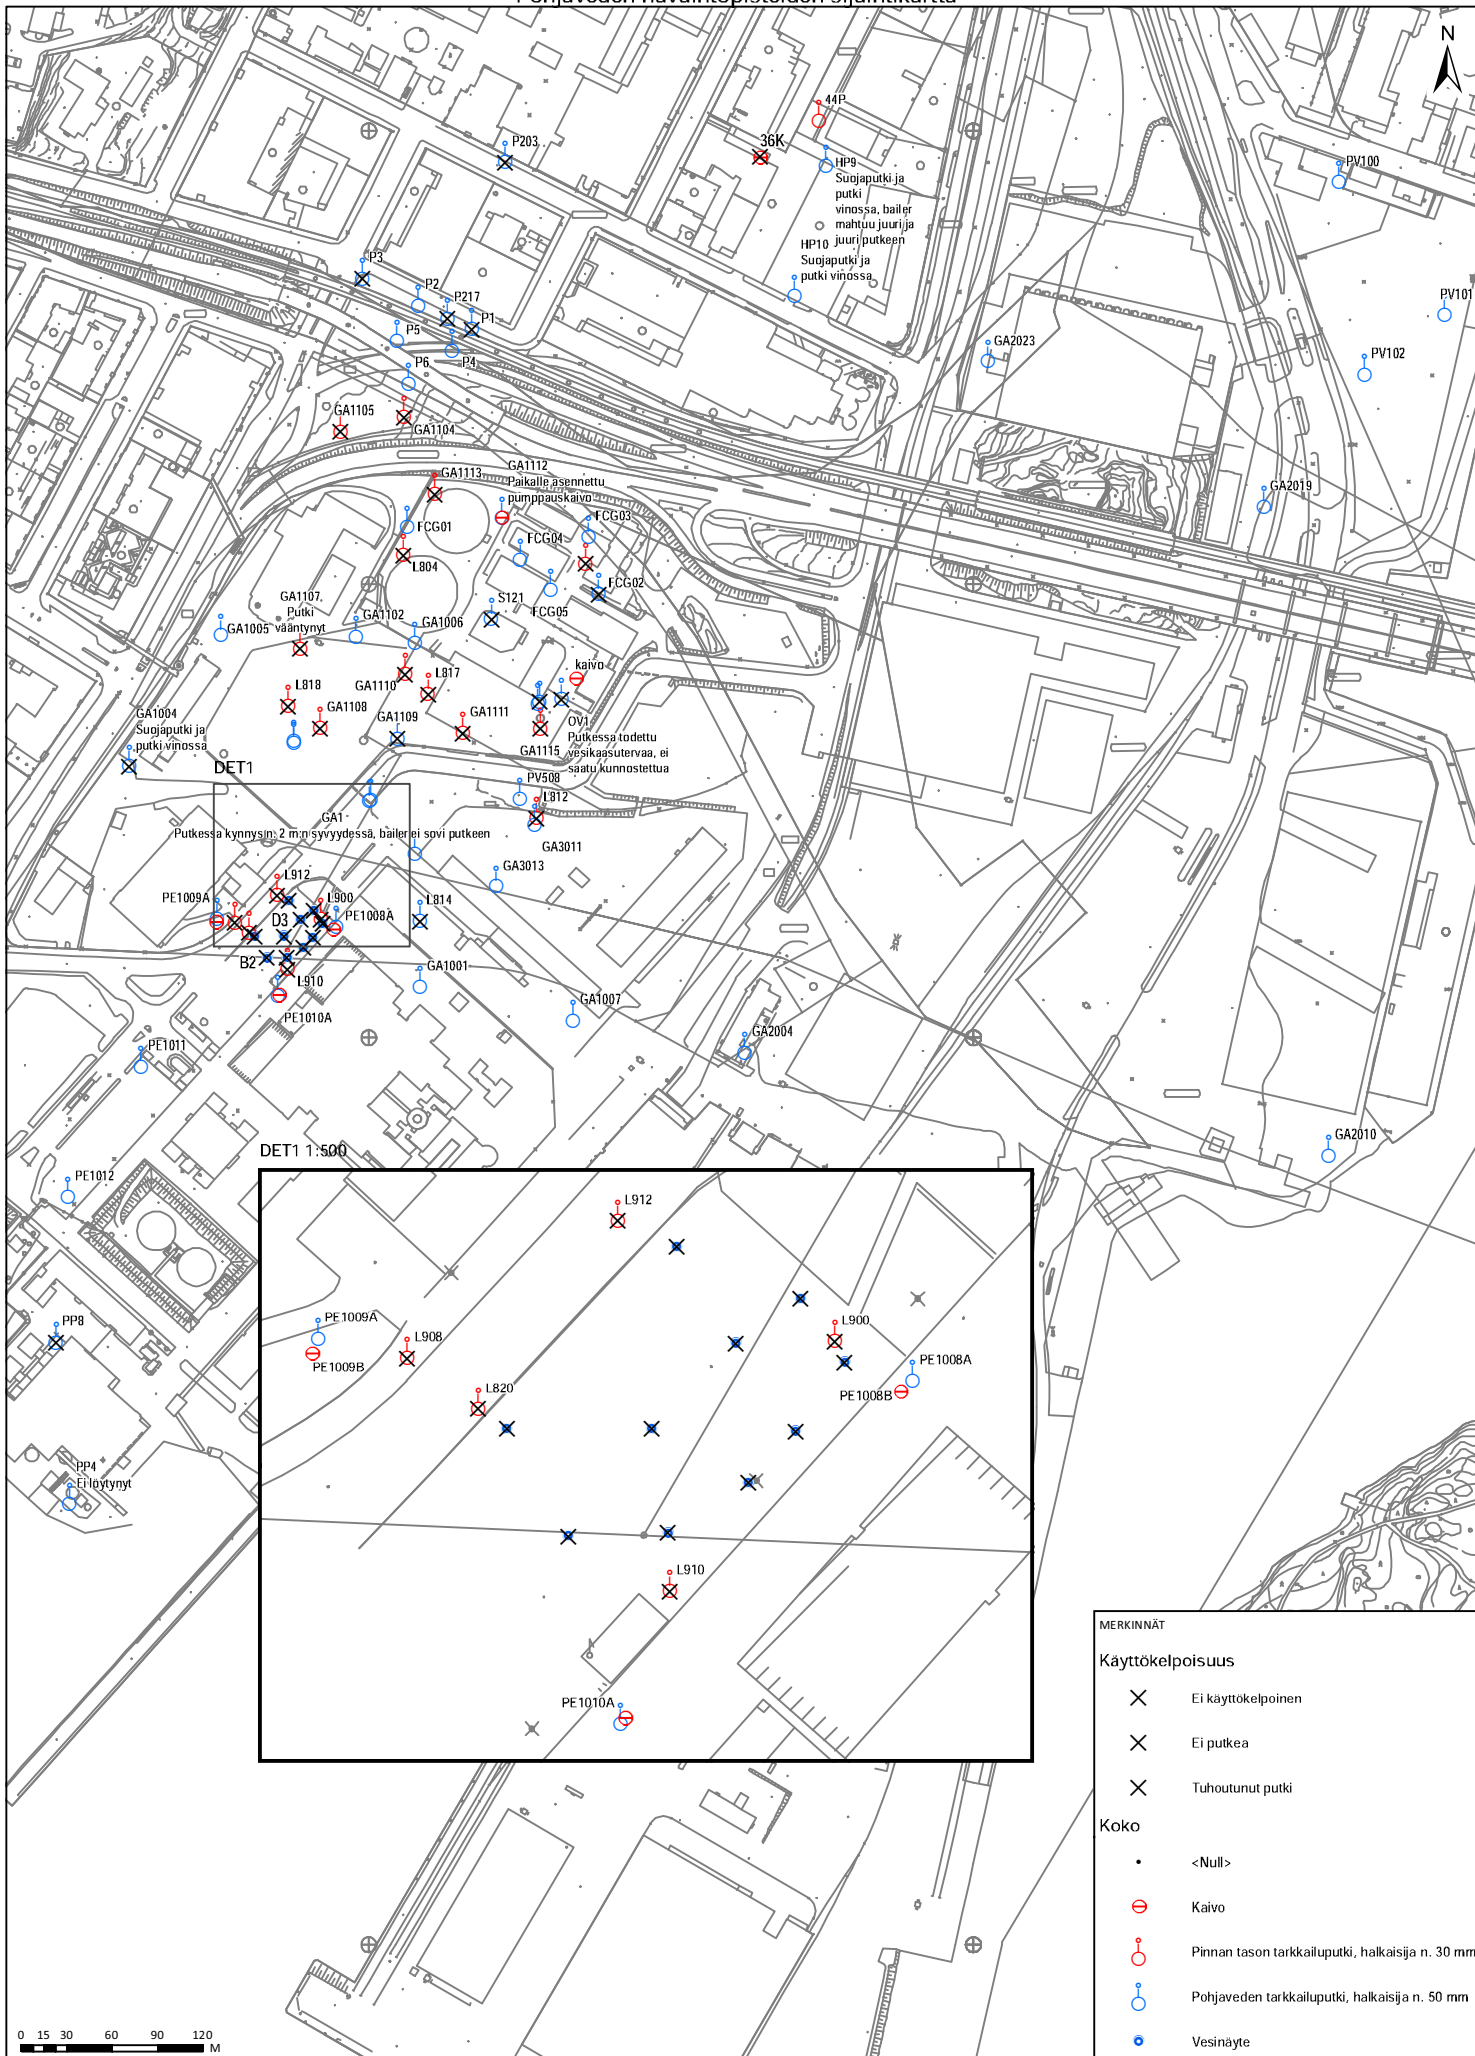 Pohjaveden havaintopisteiden sijaintikartta
N
44P
36K
P203
HP9
Suojaputki ja
putki
vinossa, bailer
mahtuu juuri ja
juuri putkeen
PV100
HP10
Suojaputki ja
putki vinossa
P3
P2
P217
P1
P5
P4
P6
PV101
GA2023
PV102
GA1105
GA1104
GA1113
GA1112
Paikalle asennettu
pumppauskaivo
FCG01
FCG03
FCG04
L804
GA2019
FCG02
FCG05
S121
GA1107
Putki
vääntynyt
GA1005
GA1102
GA1006
kaivo
GA1110
L817
L818
GA1108
GA1109
GA1111
GA1004
Suojaputki ja
putki vinossa
OV1
Putkessa todettu
vesikaasutervaa, ei
saatu kunnostettua
GA1115
DET1
PV508
L812
GA1
Putkessa kynnys n. 2 m:n syvyydessä, bailer ei sovi putkeen
GA3011
GA3013
L912
PE1009A
L900
D3
PE1008A
L814
B2
L910
GA1001
PE1010A
GA1007
GA2004
PE1011
GA2010
PE1012
DET1 1:500
L912
PE1009A
PE1009B
L908
L900
PE1008A
PE1008B
L820
L910
PE1010A
PP8
PP4
Ei löytynyt
MERKINNÄT
Käyttökelpoisuus
Ei käyttökelpoinen
Ei putkea
Tuhoutunut putki
Koko
<Null>
Kaivo
Pinnan tason tarkkailuputki, halkaisija n. 30 mm
Pohjaveden tarkkailuputki, halkaisija n. 50 mm
Vesinäyte
0 15 30 60 90 120
M